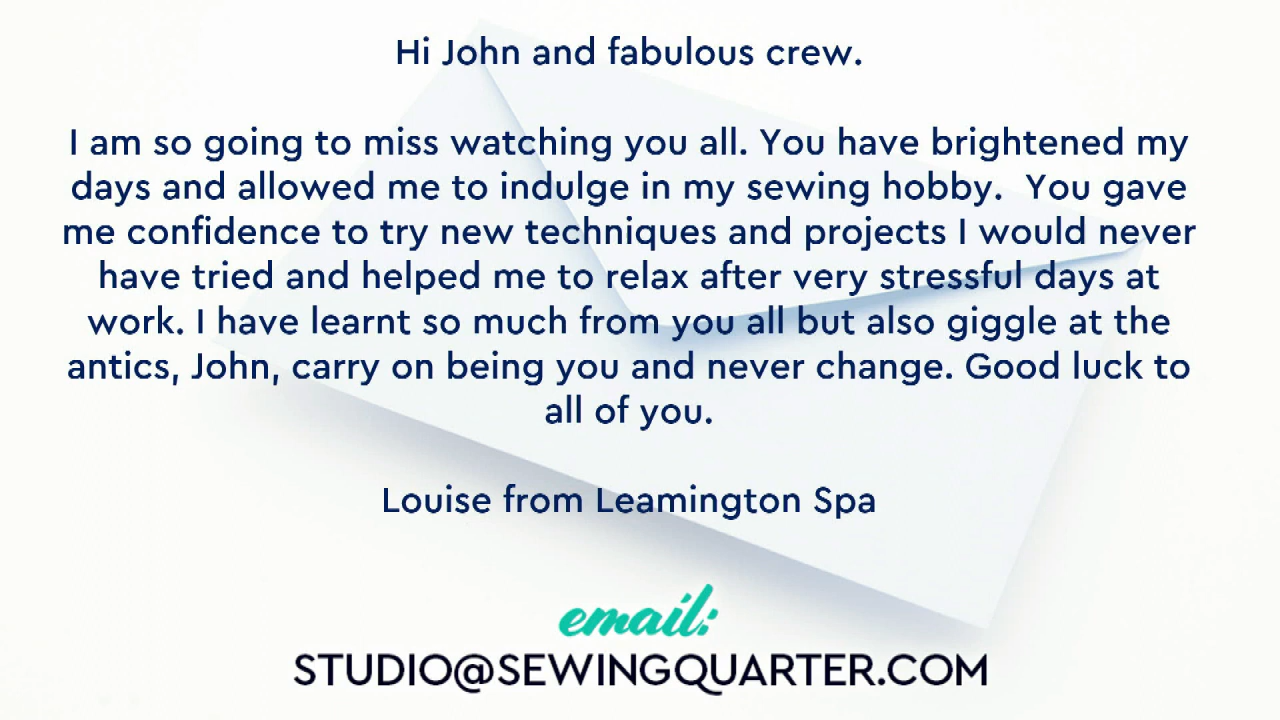 Hi John and fabulous crew.
I am so going to miss watching you all. You have brightened my
days and allowed me to indulge in my sewing hobby.  You gave
me confidence to try new techniques and projects I would never
have tried and helped me to relax after very stressful days at
work. I have learnt so much from you all but also giggle at the
antics, John, carry on being you and never change. Good luck to
all of you.
Louise from Leamington Spa
email:
STUDIO@SEWINGQUARTER.COM